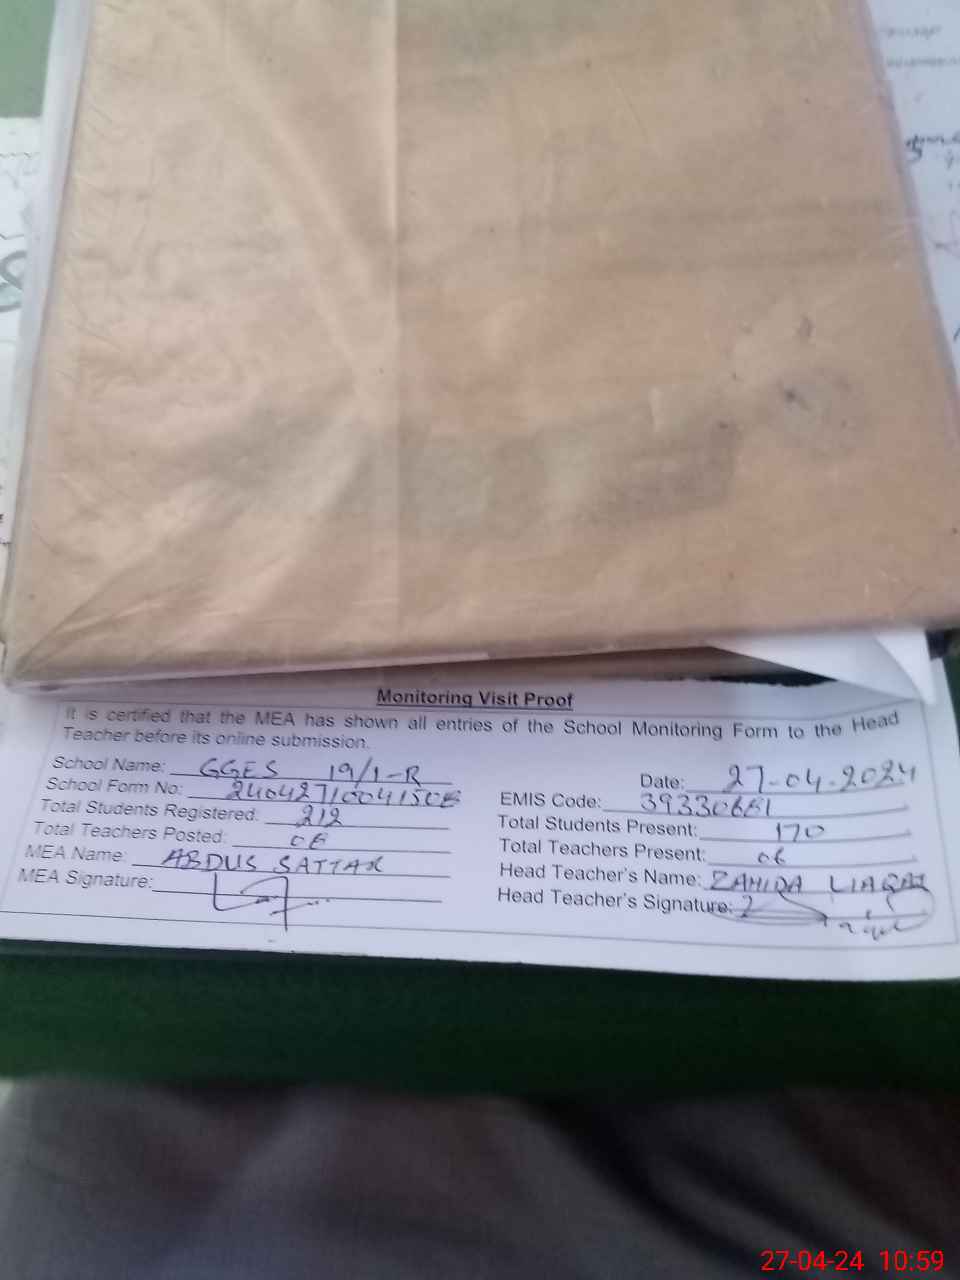 Monitoring Visit Proof
It is certified that the MEA has shown all entries of the School Monitoring Form to the Head
Teacher before its online submission.
School Name: GGES 19/1-R
Date: 27-04-2024
School Form No:
EMIS Code: 39330661
Total Students Registered: 212
Total Students Present: 170
Total Teachers Posted: 06
Total Teachers Present: 06
MEA Name: ABDUS SATTAR
Head Teacher's Name: ZAHIDA LIAQAT
MEA Signature:
Head Teacher's Signature:
27-04-24 10:59